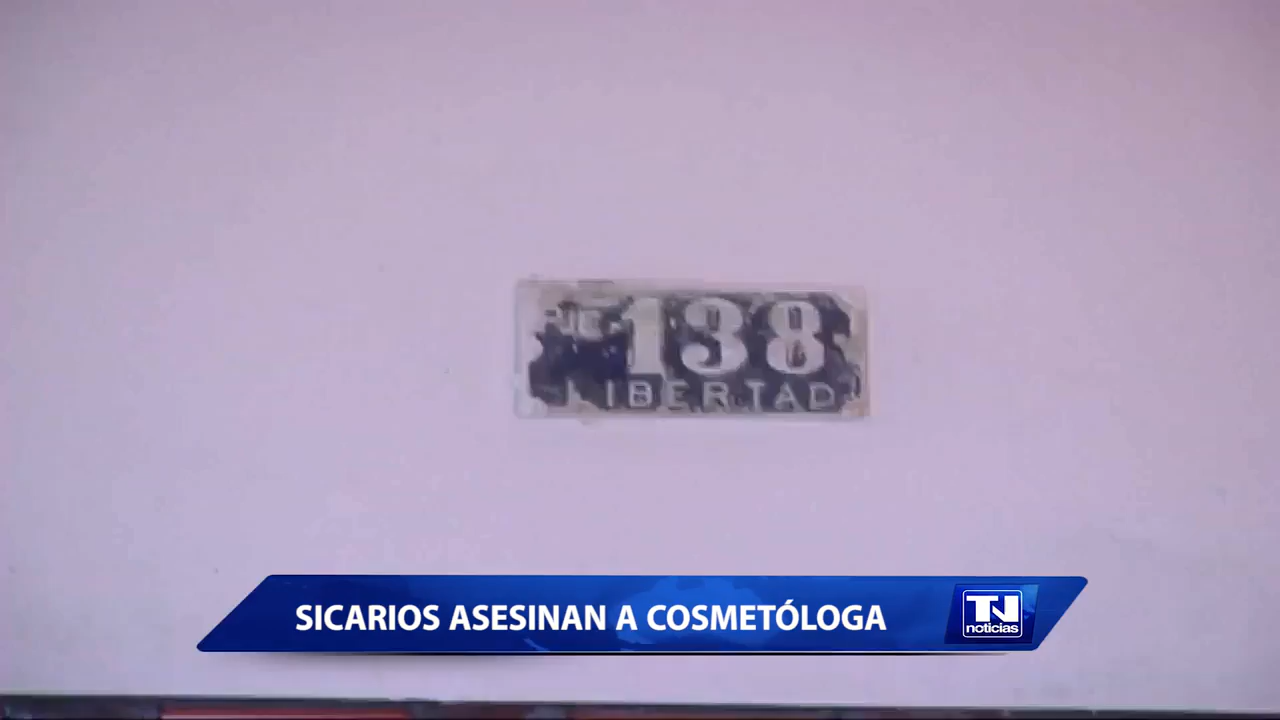 138
LIBERTAD
SICARIOS ASESINAN A COSMETÓLOGA
TN
noticias